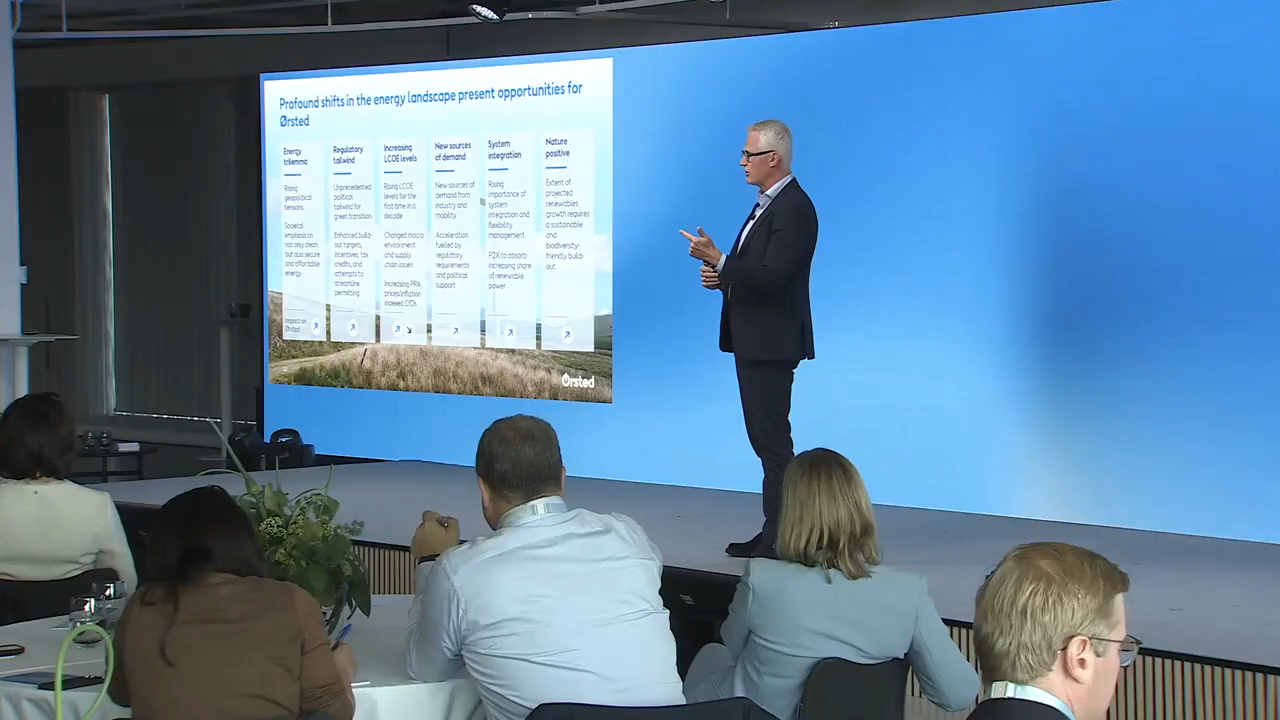 Profound shifts in the energy landscape present opportunities for
Ørsted
Energy
trilemma
Rising
geopolitical
tensions
Societal
emphasis on
not only clean
but also secure
and affordable
energy
Impact on
Ørsted
Regulatory
tailwind
Unprecedented
political
tailwind for
green transition
Enhanced build-
out targets,
incentives, tax
credits, and
attempts to
streamline
permitting
Increasing
LCOE levels
Rising LCOE
levels for the
first time in a
decade
Changed macro
environment
and supply
chain issues
Increasing PPA
prices/inflation
indexed CfDs
New sources
of demand
New sources of
demand from
industry and
mobility
Acceleration
fuelled by
regulatory
requirements
and political
support
System
integration
Rising
importance of
system
integration and
flexibility
management
P2X to absorb
increasing share
of renewable
power
Nature
positive
Extent of
projected
renewables
growth requires
a sustainable
and
biodiversity-
friendly build-
out
Ørsted